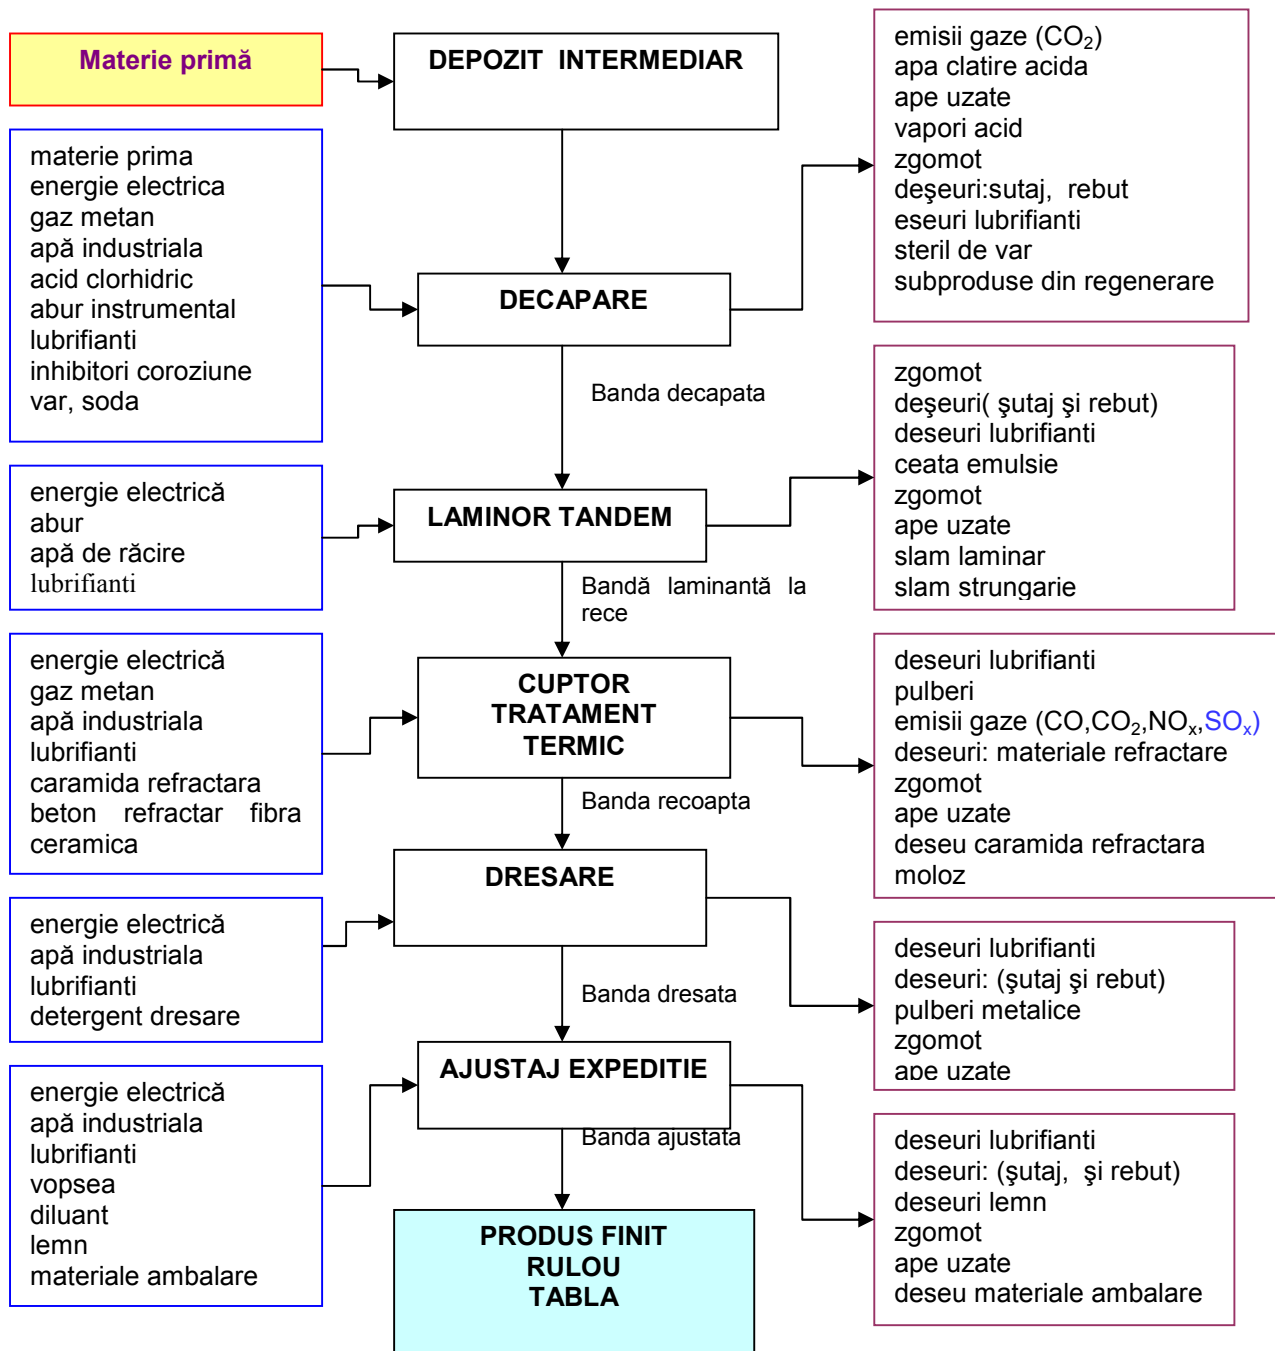 Materie primă
DEPOZIT INTERMEDIAR
emisii gaze (CO₂)
apa clatire acida
ape uzate
vapori acid
zgomot
deşeuri:sutaj, rebut
eseuri lubrifianti
steril de var
subproduse din regenerare
materie prima
energie electrica
gaz metan
apă industriala
acid clorhidric
abur instrumental
lubrifianti
inhibitori coroziune
var, soda
DECAPARE
Banda decapata
zgomot
deşeuri( şutaj şi rebut)
deseuri lubrifianti
ceata emulsie
zgomot
ape uzate
slam laminar
slam strungarie
energie electrică
abur
apă de răcire
lubrifianti
LAMINOR TANDEM
Bandă laminantă la
rece
energie electrică
gaz metan
apă industriala
lubrifianti
caramida refractara
beton refractar fibra
ceramica
CUPTOR
TRATAMENT
TERMIC
deseuri lubrifianti
pulberi
emisii gaze (CO,CO₂,NOₓ,SOₓ)
deseuri: materiale refractare
zgomot
ape uzate
deseu caramida refractara
moloz
Banda recoapta
DRESARE
energie electrică
apă industriala
lubrifianti
detergent dresare
deseuri lubrifianti
deseuri: (şutaj şi rebut)
pulberi metalice
zgomot
ape uzate
Banda dresata
AJUSTAJ EXPEDITIE
energie electrică
apă industriala
lubrifianti
vopsea
diluant
lemn
materiale ambalare
Banda ajustata
deseuri lubrifianti
deseuri: (şutaj, şi rebut)
deseuri lemn
zgomot
ape uzate
deseu materiale ambalare
PRODUS FINIT
RULOU
TABLA